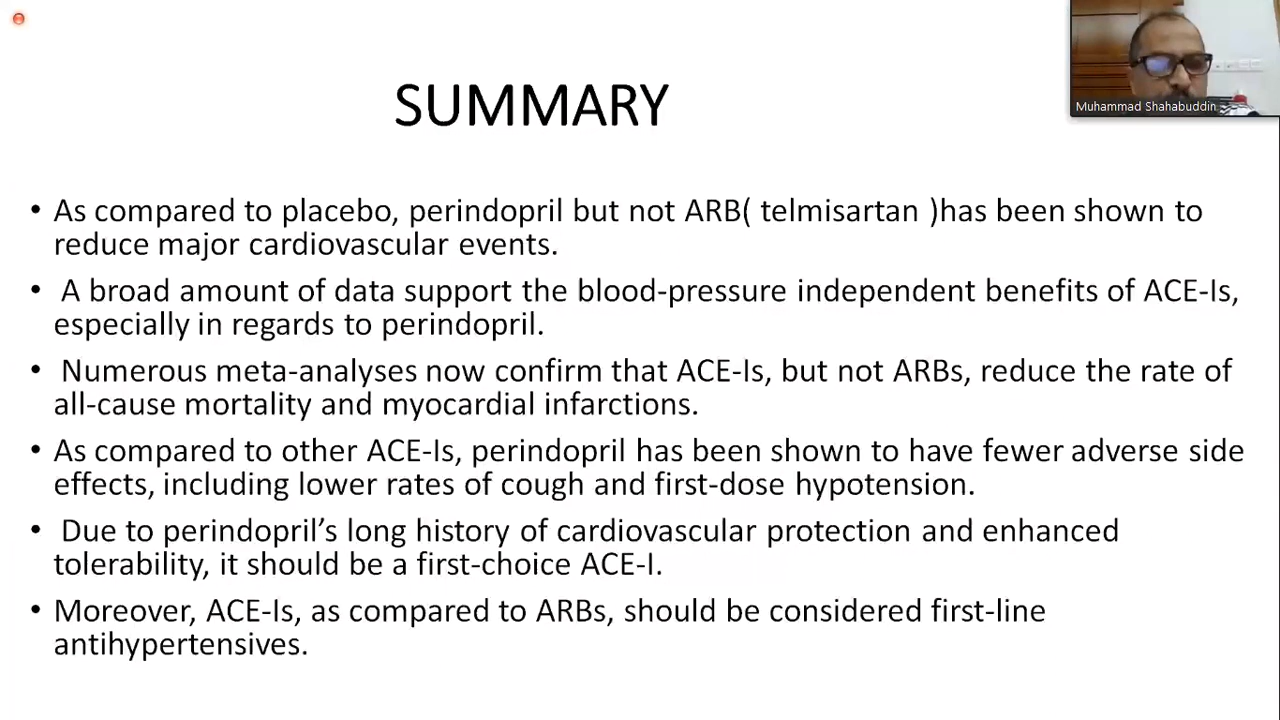 Muhammad Shahabuddin
SUMMARY
• As compared to placebo, perindopril but not ARB( telmisartan )has been shown to
reduce major cardiovascular events.
• A broad amount of data support the blood-pressure independent benefits of ACE-Is,
especially in regards to perindopril.
• Numerous meta-analyses now confirm that ACE-Is, but not ARBs, reduce the rate of
all-cause mortality and myocardial infarctions.
• As compared to other ACE-Is, perindopril has been shown to have fewer adverse side
effects, including lower rates of cough and first-dose hypotension.
• Due to perindopril’s long history of cardiovascular protection and enhanced
tolerability, it should be a first-choice ACE-I.
• Moreover, ACE-Is, as compared to ARBs, should be considered first-line
antihypertensives.